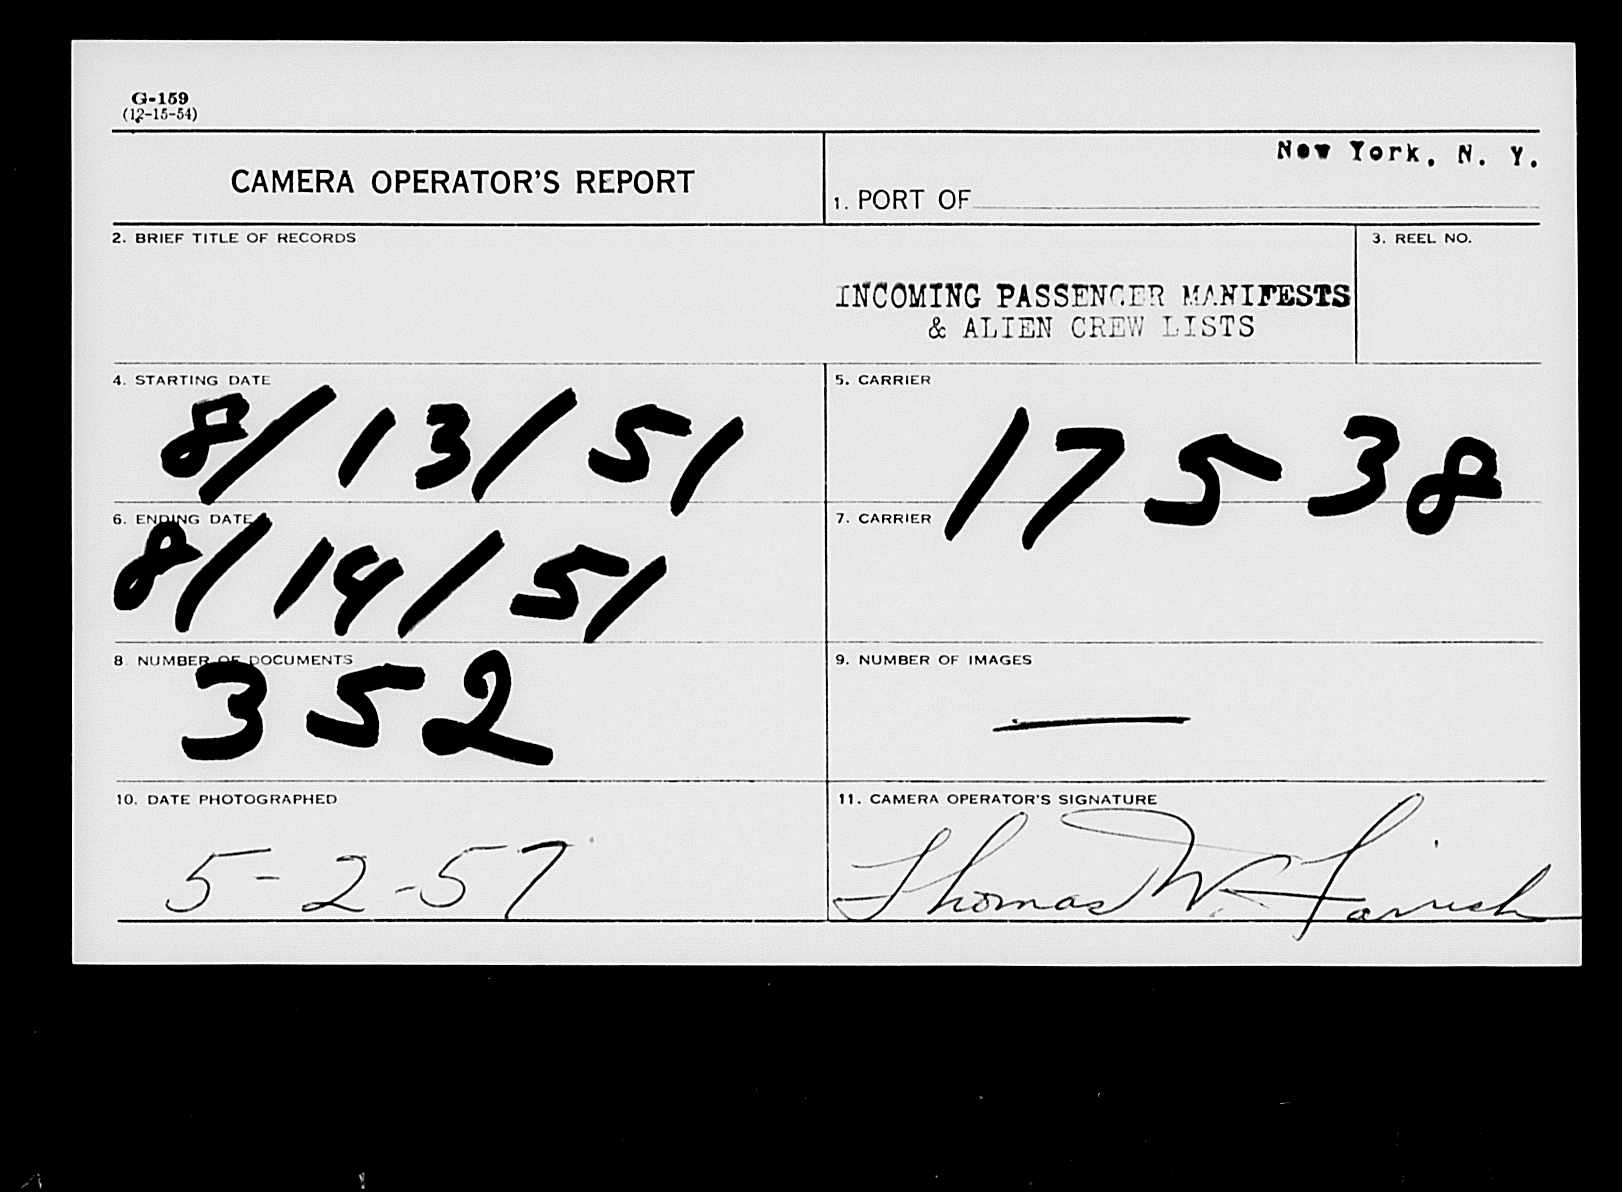 G-159
(12-15-54)
CAMERA OPERATOR'S REPORT
New York, N. Y.
1. PORT OF
2. BRIEF TITLE OF RECORDS
INCOMING PASSENGER MANIFESTS
& ALIEN CREW LISTS
3. REEL NO.
4. STARTING DATE
8/13/51
5. CARRIER
17538
6. ENDING DATE
8/14/51
7. CARRIER
8 NUMBER OF DOCUMENTS
352
9. NUMBER OF IMAGES
—
10. DATE PHOTOGRAPHED
5-2-57
11. CAMERA OPERATOR'S SIGNATURE
Thomas W. Farrish